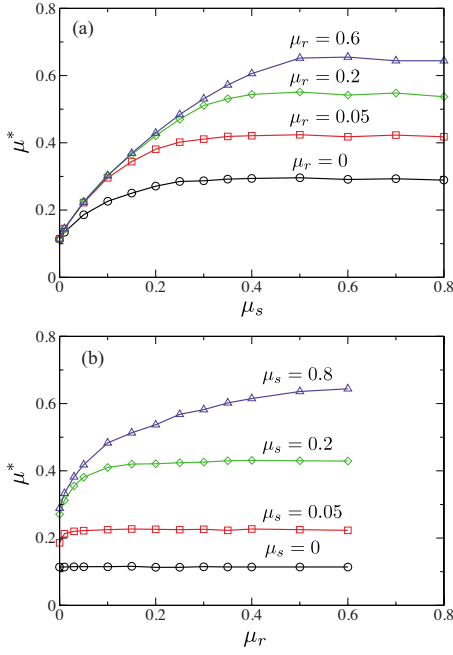 (a)
μ_r = 0.6
μ_r = 0.2
μ_r = 0.05
μ_r = 0
μ*
0.8
0.6
0.4
0.2
0
0 0.2 0.4 0.6 0.8
μ_s
(b)
μ_s = 0.8
μ_s = 0.2
μ_s = 0.05
μ_s = 0
μ*
0.8
0.6
0.4
0.2
0
0 0.2 0.4 0.6 0.8
μ_r